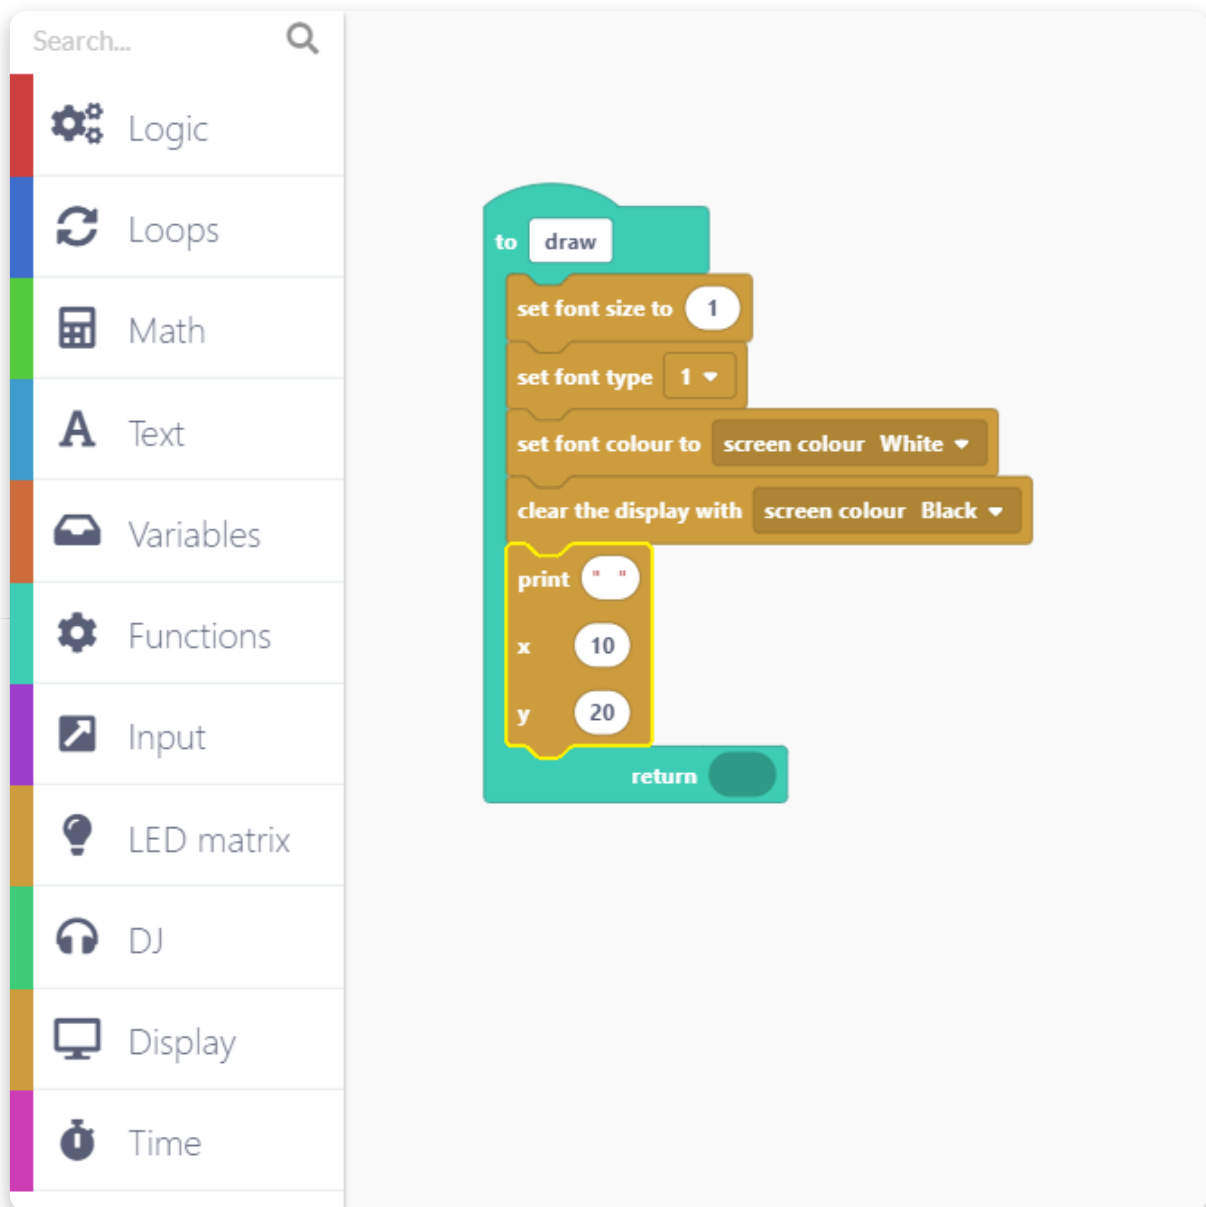 Search...
Logic
Loops
Math
Text
Variables
Functions
Input
LED matrix
DJ
Display
Time
to draw
set font size to 1
set font type 1
set font colour to screen colour White
clear the display with screen colour Black
print " "
x 10
y 20
return